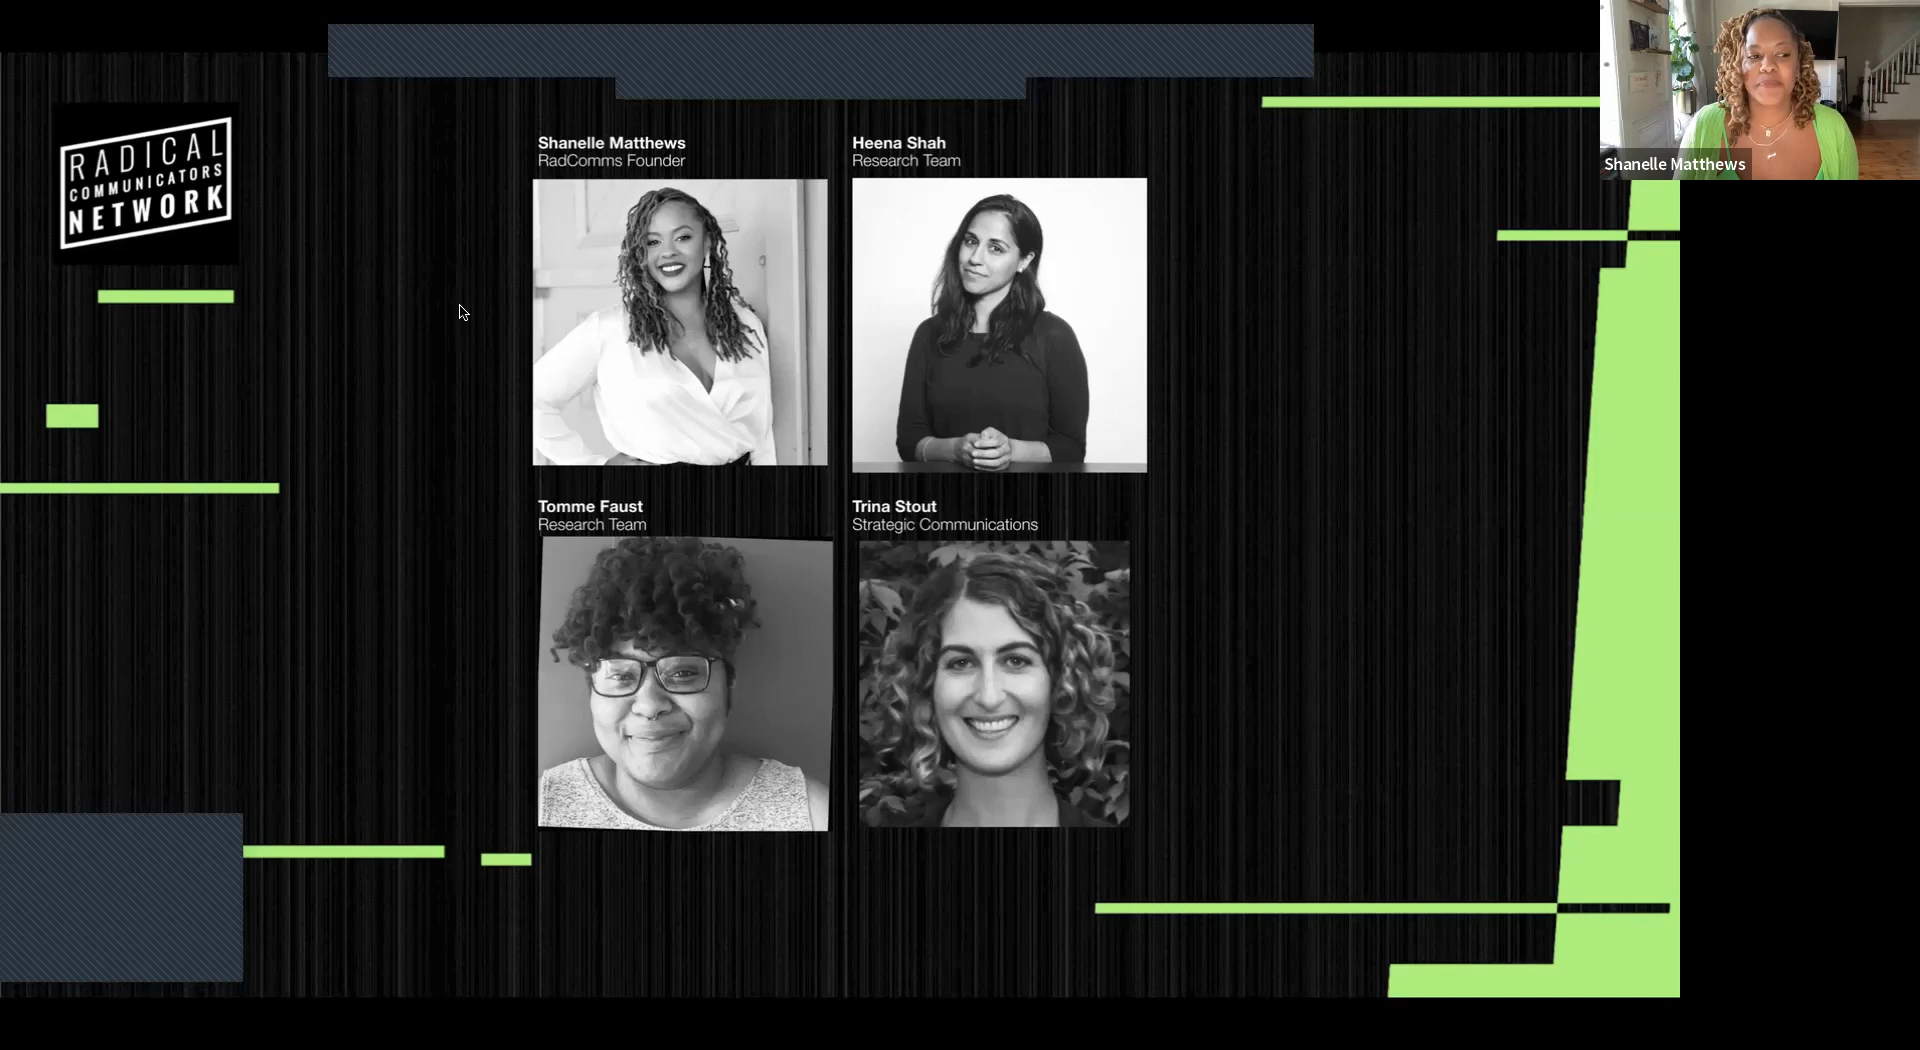 RADICAL
COMMUNICATORS
NETWORK
Shanelle Matthews
RadComms Founder
Heena Shah
Research Team
Tomme Faust
Research Team
Trina Stout
Strategic Communications
Shanelle Matthews